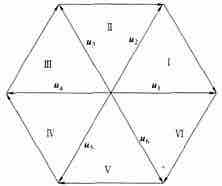 II
u₃ u₂
III I
u₄ u₁
IV u₅ u₆ VI
V